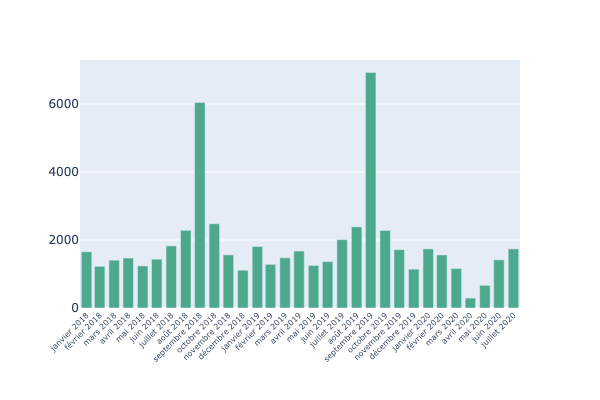 6000
4000
2000
0
janvier 2018
février 2018
mars 2018
avril 2018
mai 2018
juin 2018
juillet 2018
août 2018
septembre 2018
octobre 2018
novembre 2018
décembre 2018
janvier 2019
février 2019
mars 2019
avril 2019
mai 2019
juin 2019
juillet 2019
août 2019
septembre 2019
octobre 2019
novembre 2019
décembre 2019
janvier 2020
février 2020
mars 2020
avril 2020
mai 2020
juin 2020
juillet 2020